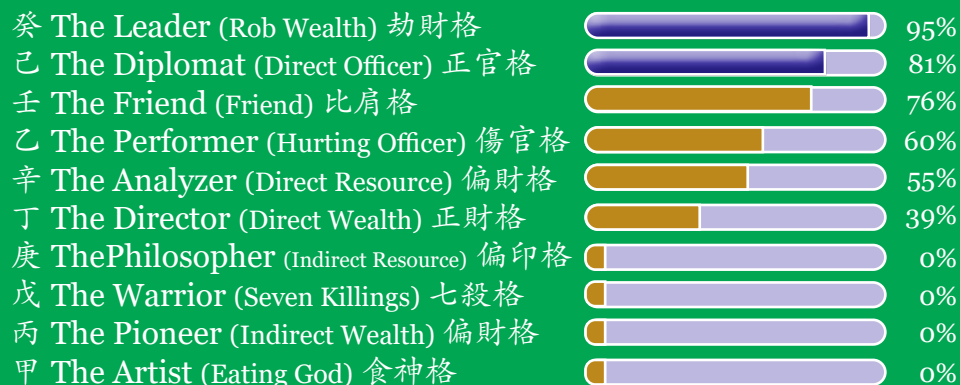 癸 The Leader (Rob Wealth) 劫財格 95%
己 The Diplomat (Direct Officer) 正官格 81%
壬 The Friend (Friend) 比肩格 76%
乙 The Performer (Hurting Officer) 傷官格 60%
辛 The Analyzer (Direct Resource) 偏財格 55%
丁 The Director (Direct Wealth) 正財格 39%
庚 ThePhilosopher (Indirect Resource) 偏印格 0%
戊 The Warrior (Seven Killings) 七殺格 0%
丙 The Pioneer (Indirect Wealth) 偏財格 0%
甲 The Artist (Eating God) 食神格 0%